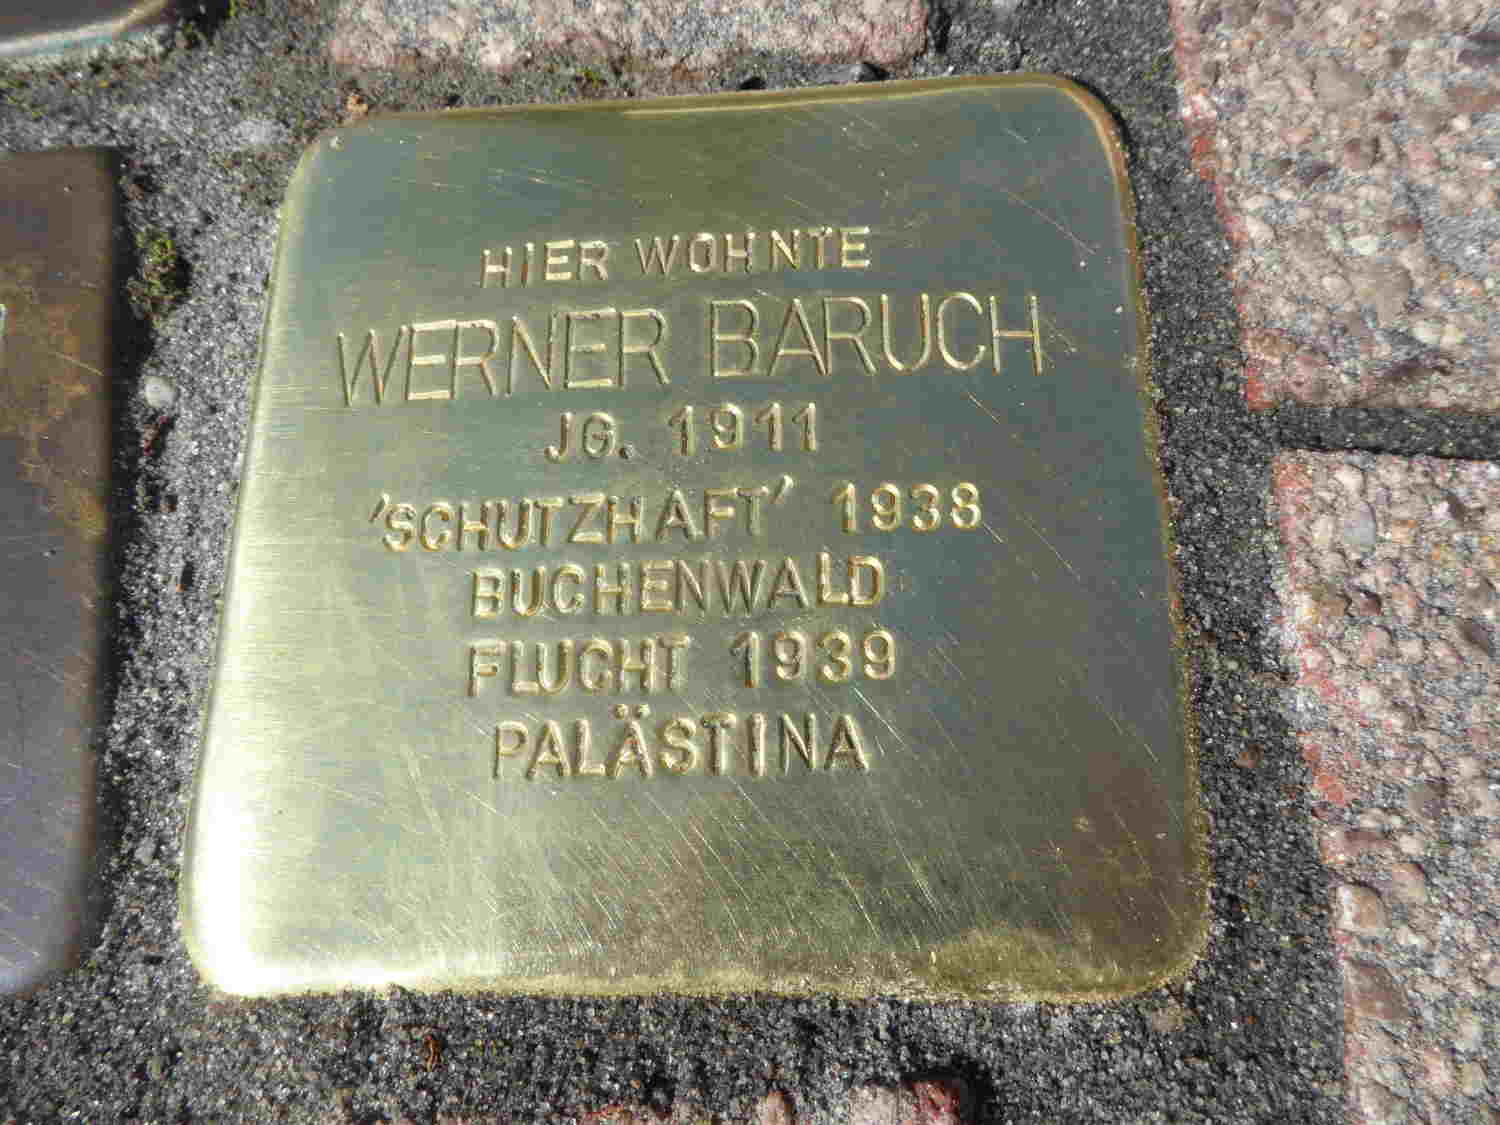 HIER WOHNTE
WERNER BARUCH
JG. 1911
'SCHUTZHAFT' 1938
BUCHENWALD
FLUCHT 1939
PALÄSTINA